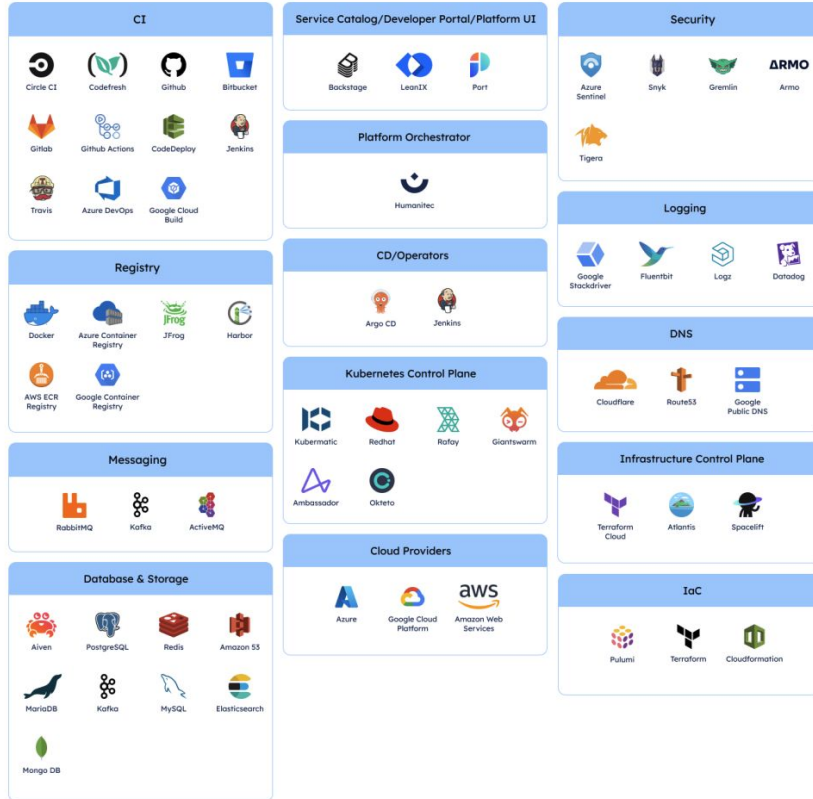 CI
Circle CI
Codefresh
Github
Bitbucket
Gitlab
Github Actions
CodeDeploy
Jenkins
Travis
Azure DevOps
Google Cloud
Build
Registry
Docker
Azure Container
Registry
JFrog
JFrog
Harbor
AWS ECR
Registry
Google Container
Registry
Messaging
RabbitMQ
Kafka
ActiveMQ
Database & Storage
Aiven
PostgreSQL
Redis
Amazon S3
MariaDB
Kafka
MySQL
Elasticsearch
Mongo DB
Service Catalog/Developer Portal/Platform UI
Backstage
LeanIX
Port
Platform Orchestrator
Humanitec
CD/Operators
Argo CD
Jenkins
Kubernetes Control Plane
Kubermatic
Redhat
Rafay
Giantswarm
Ambassador
Okteto
Cloud Providers
aws
Azure
Google Cloud
Platform
Amazon Web
Services
Security
ARMO
Azure
Sentinel
Snyk
Gremlin
Armo
Tigera
Logging
Google
Stackdriver
Fluentbit
Logz
Datadog
DNS
Cloudflare
Route53
Google
Public DNS
Infrastructure Control Plane
Terraform
Cloud
Atlantis
Spacelift
IaC
Pulumi
Terraform
Cloudformation